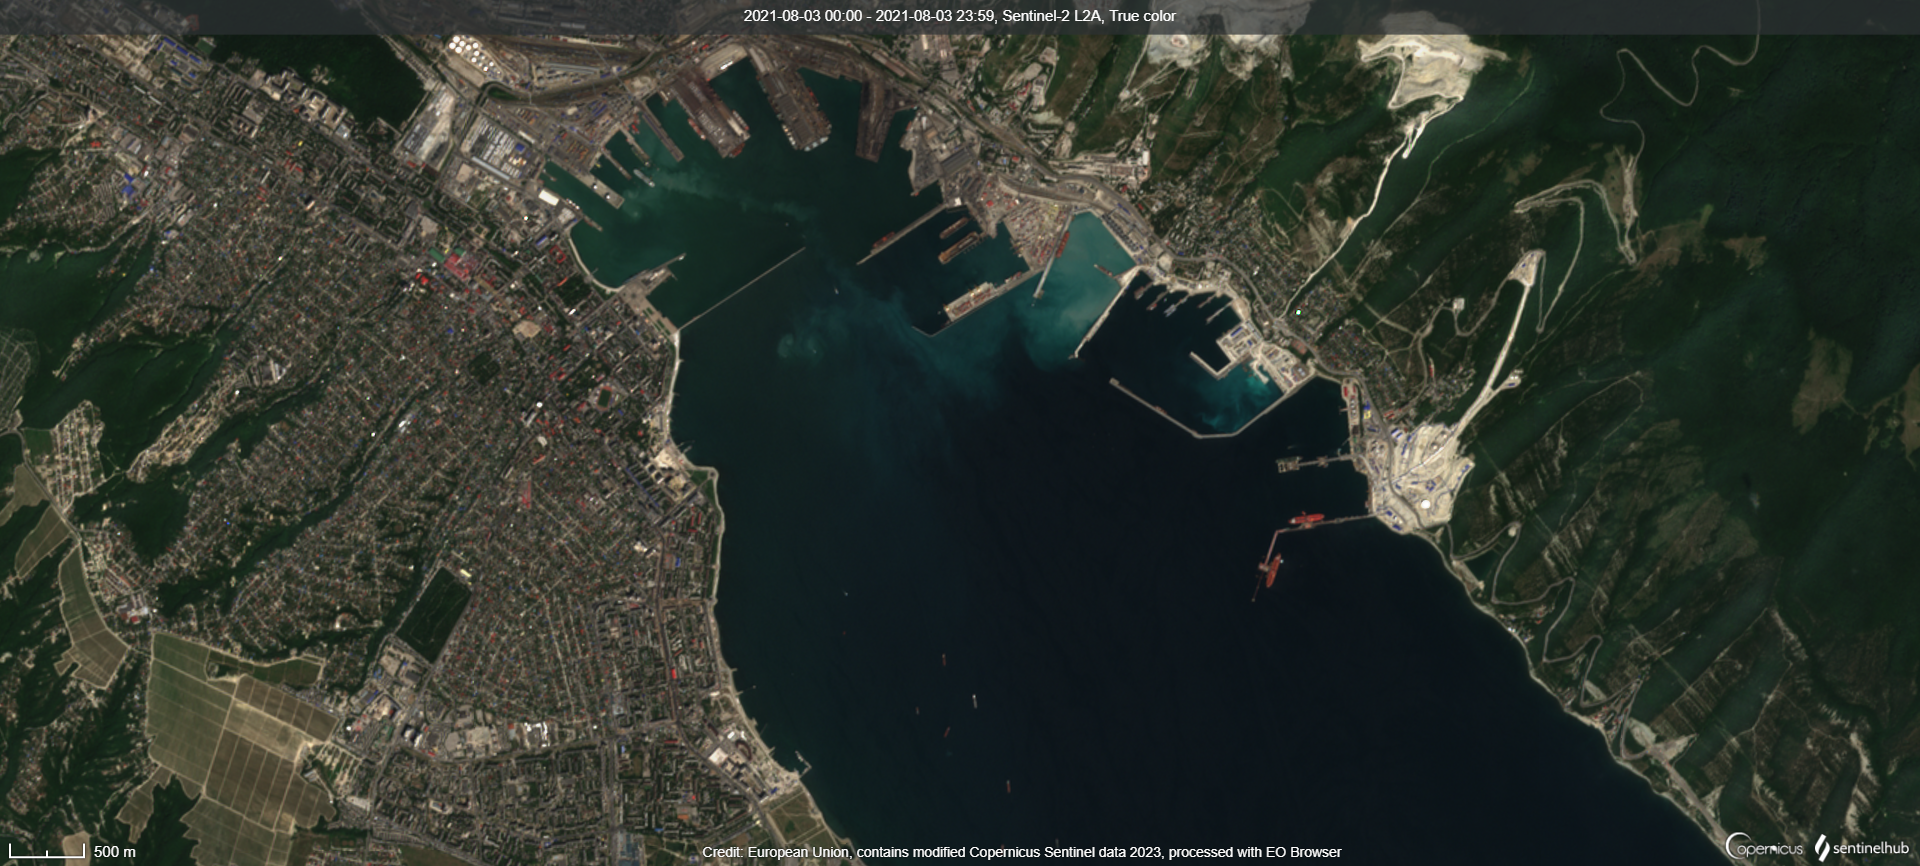 2021-08-03 00:00 - 2021-08-03 23:59, Sentinel-2 L2A, True color
500 m
Credit: European Union, contains modified Copernicus Sentinel data 2023, processed with EO Browser
opernicus
sentinelhub